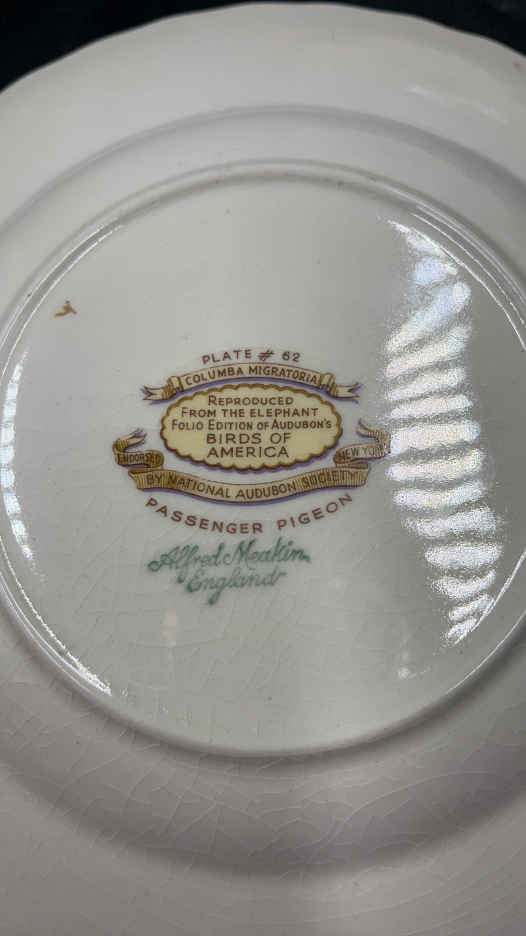 PLATE # 62
COLUMBA MIGRATORIA
REPRODUCED
FROM THE ELEPHANT
FOLIO EDITION OF AUDUBON'S
BIRDS OF
AMERICA
ENDORSED
NEW YORK
BY NATIONAL AUDUBON SOCIETY
PASSENGER PIGEON
Alfred Meakin
England